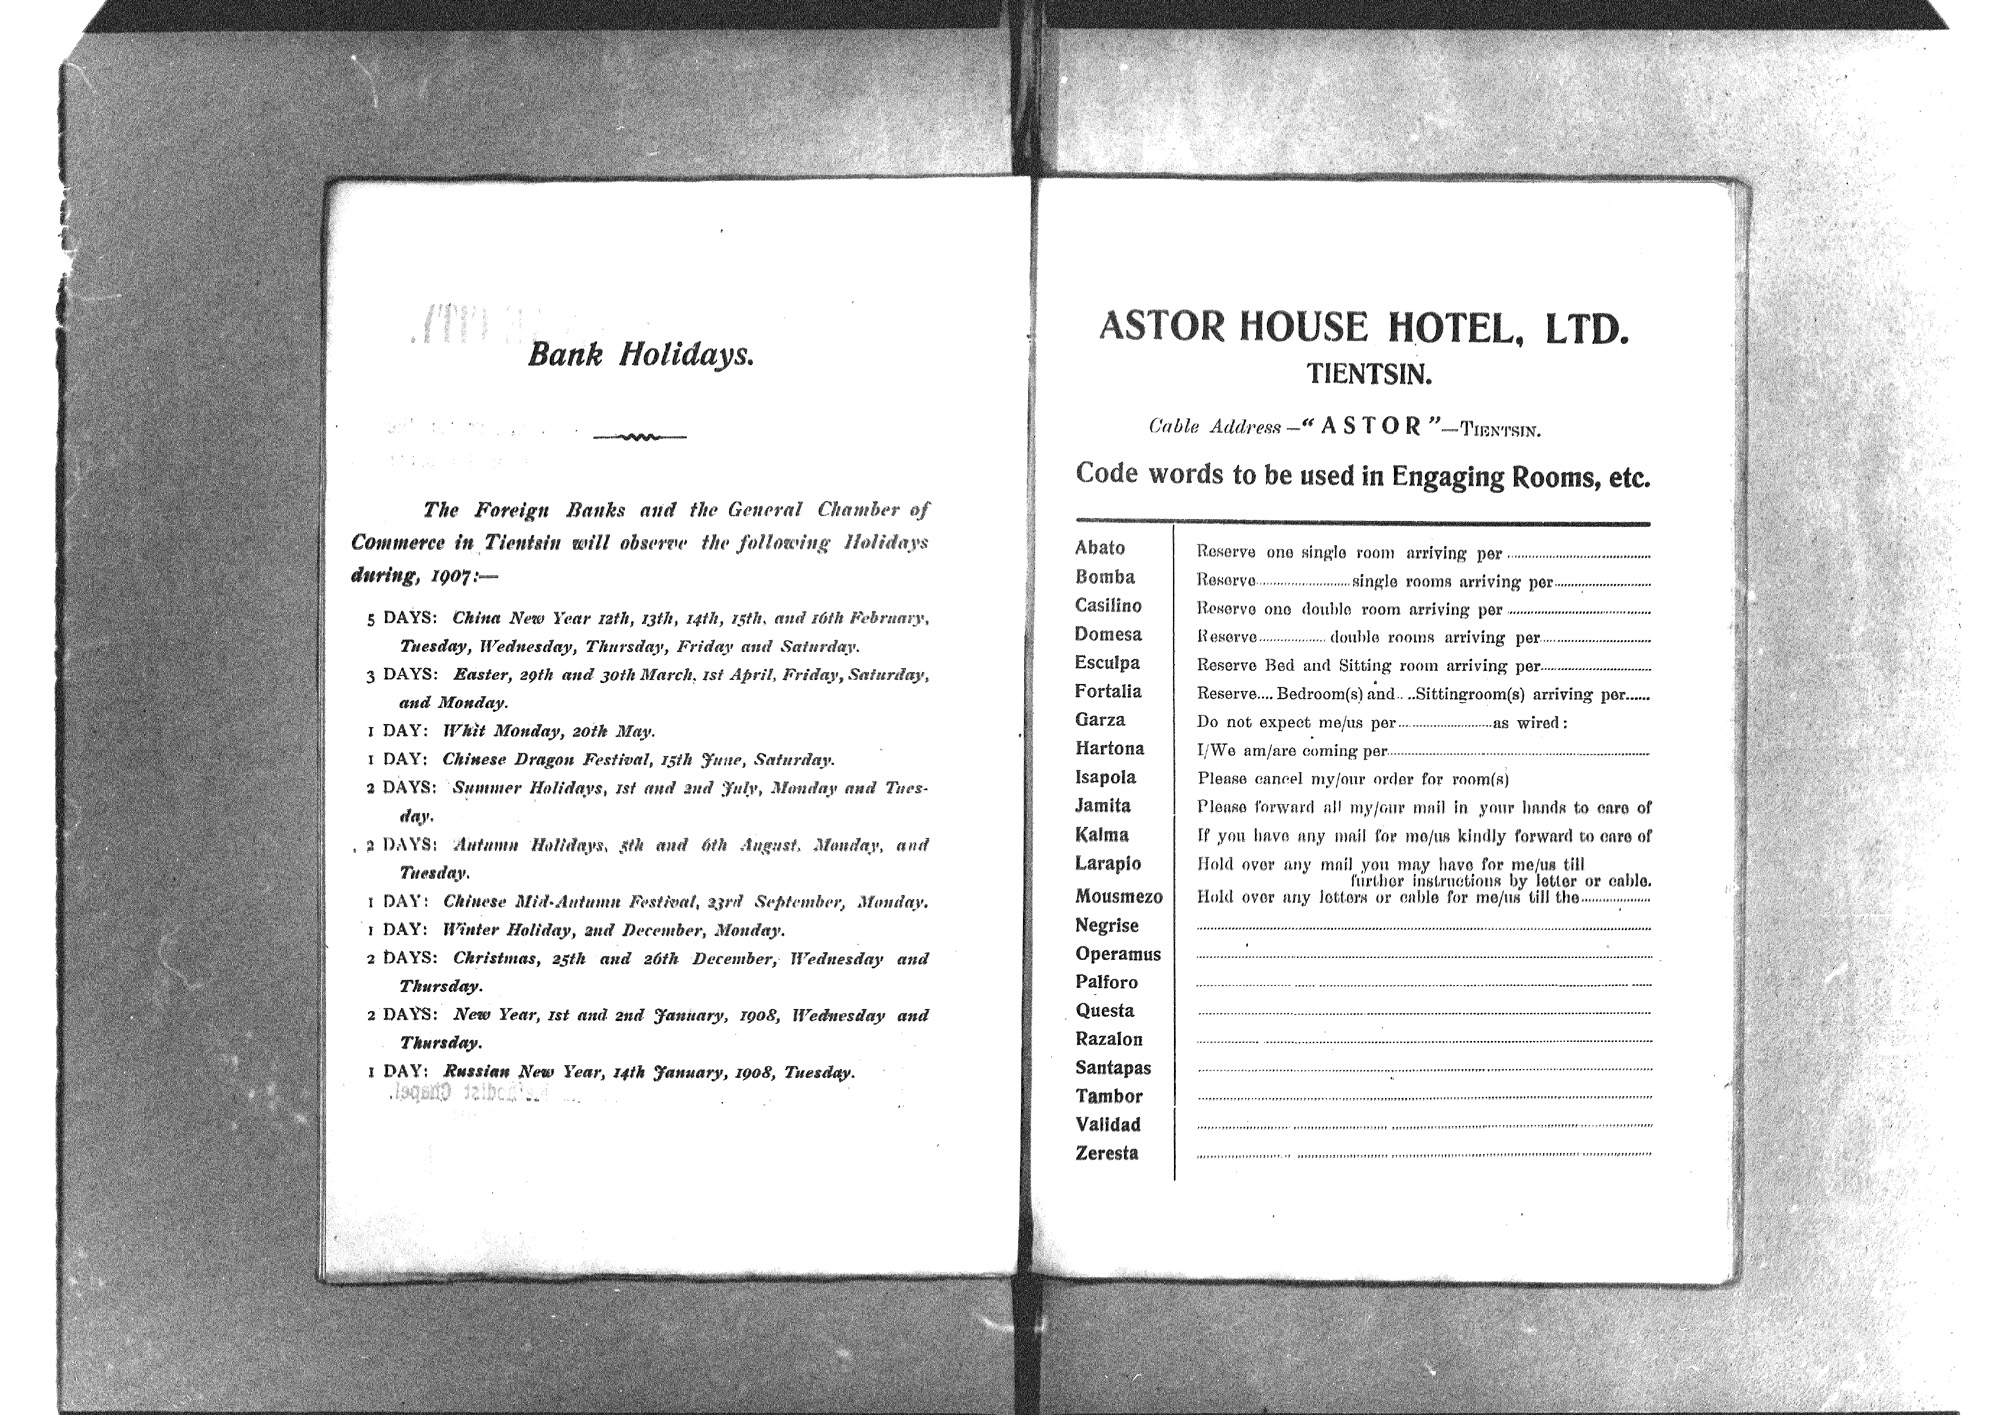 Bank Holidays.
The Foreign Banks and the General Chamber of
Commerce in Tientsin will observe the following Holidays
during, 1907:—
5 DAYS: China New Year 12th, 13th, 14th, 15th, and 16th February,
Tuesday, Wednesday, Thursday, Friday and Saturday.
3 DAYS: Easter, 29th and 30th March, 1st April, Friday, Saturday,
and Monday.
1 DAY: Whit Monday, 20th May.
1 DAY: Chinese Dragon Festival, 15th June, Saturday.
2 DAYS: Summer Holidays, 1st and 2nd July, Monday and Tues-
day.
2 DAYS: Autumn Holidays, 5th and 6th August, Monday, and
Tuesday.
1 DAY: Chinese Mid-Autumn Festival, 23rd September, Monday.
1 DAY: Winter Holiday, 2nd December, Monday.
2 DAYS: Christmas, 25th and 26th December, Wednesday and
Thursday.
2 DAYS: New Year, 1st and 2nd January, 1908, Wednesday and
Thursday.
1 DAY: Russian New Year, 14th January, 1908, Tuesday.
ASTOR HOUSE HOTEL, LTD.
TIENTSIN.
Cable Address—"ASTOR"—TIENTSIN.
Code words to be used in Engaging Rooms, etc.
Abato Reserve one single room arriving per ........................
Bomba Reserve........................single rooms arriving per........................
Casilino Reserve one double room arriving per ........................
Domesa Reserve.................. double rooms arriving per........................
Esculpa Reserve Bed and Sitting room arriving per........................
Fortalia Reserve.... Bedroom(s) and.. ..Sittingroom(s) arriving per......
Garza Do not expect me/us per........................as wired:
Hartona I/We am/are coming per........................
Isapola Please cancel my/our order for room(s)
Jamita Please forward all my/our mail in your hands to care of
Kalma If you have any mail for me/us kindly forward to care of
Larapio Hold over any mail you may have for me/us till
further instructions by letter or cable.
Mousmezo Hold over any letters or cable for me/us till the..................
Negrise ........................
Operamus ........................
Palforo ........................
Questa ........................
Razalon ........................
Santapas ........................
Tambor ........................
Validad ........................
Zeresta ........................